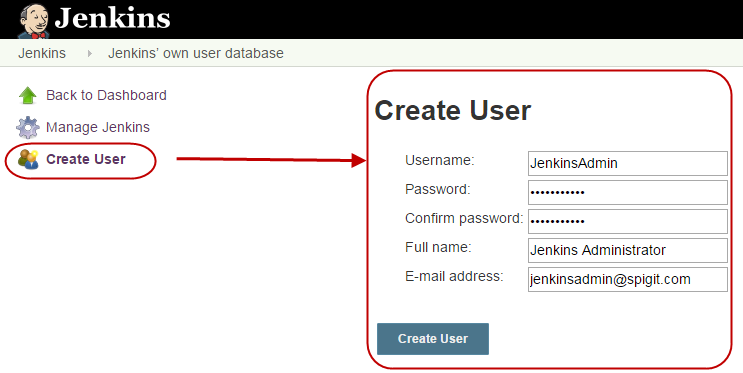 Jenkins
Jenkins Jenkins’ own user database
Back to Dashboard
Manage Jenkins
Create User
Create User
Username: JenkinsAdmin
Password: •••••••••••
Confirm password: •••••••••••
Full name: Jenkins Administrator
E-mail address: jenkinsadmin@spigit.com
Create User